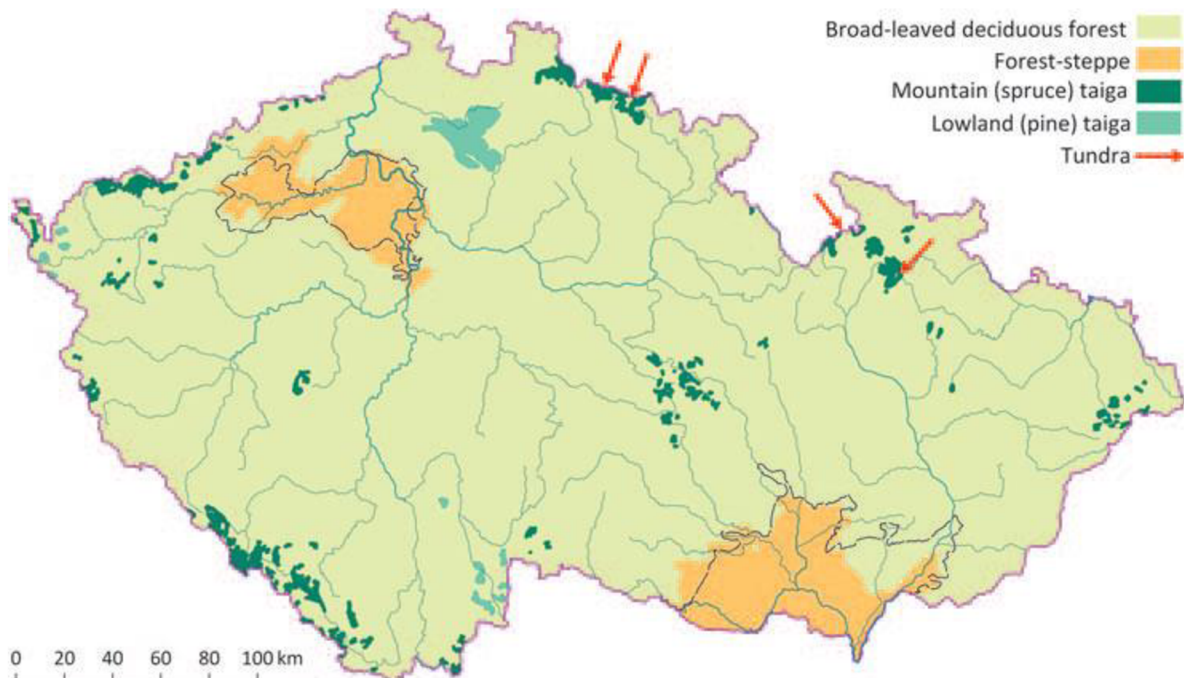 Broad-leaved deciduous forest
Forest-steppe
Mountain (spruce) taiga
Lowland (pine) taiga
Tundra
0 20 40 60 80 100 km